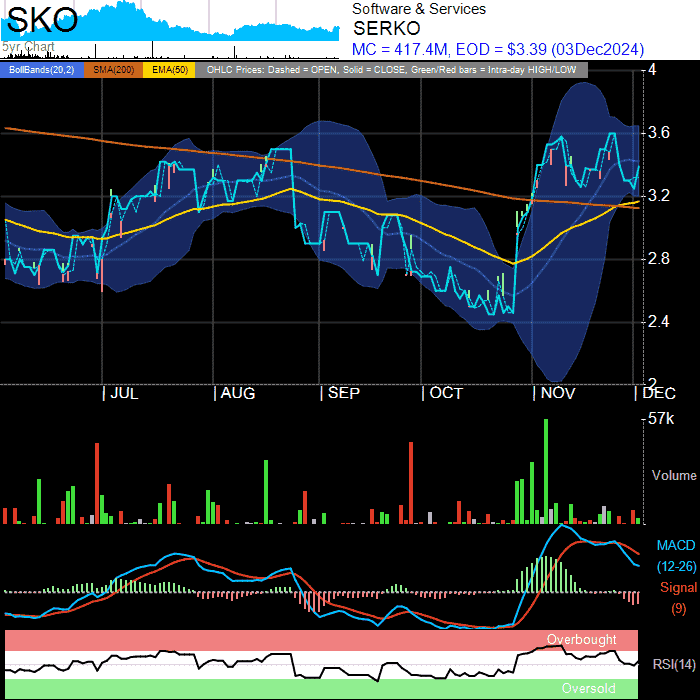 SKO
Software & Services
SERKO
5yr Chart
MC = 417.4M, EOD = $3.39 (03Dec2024)
BollBands(20,2) SMA(200) EMA(50) OHLC Prices: Dashed = OPEN, Solid = CLOSE, Green/Red bars = Intra-day HIGH/LOW
4
3.6
3.2
2.8
2.4
2
JUL AUG SEP OCT NOV DEC
57k
Volume
MACD
(12-26)
Signal
(9)
Overbought
RSI(14)
Oversold